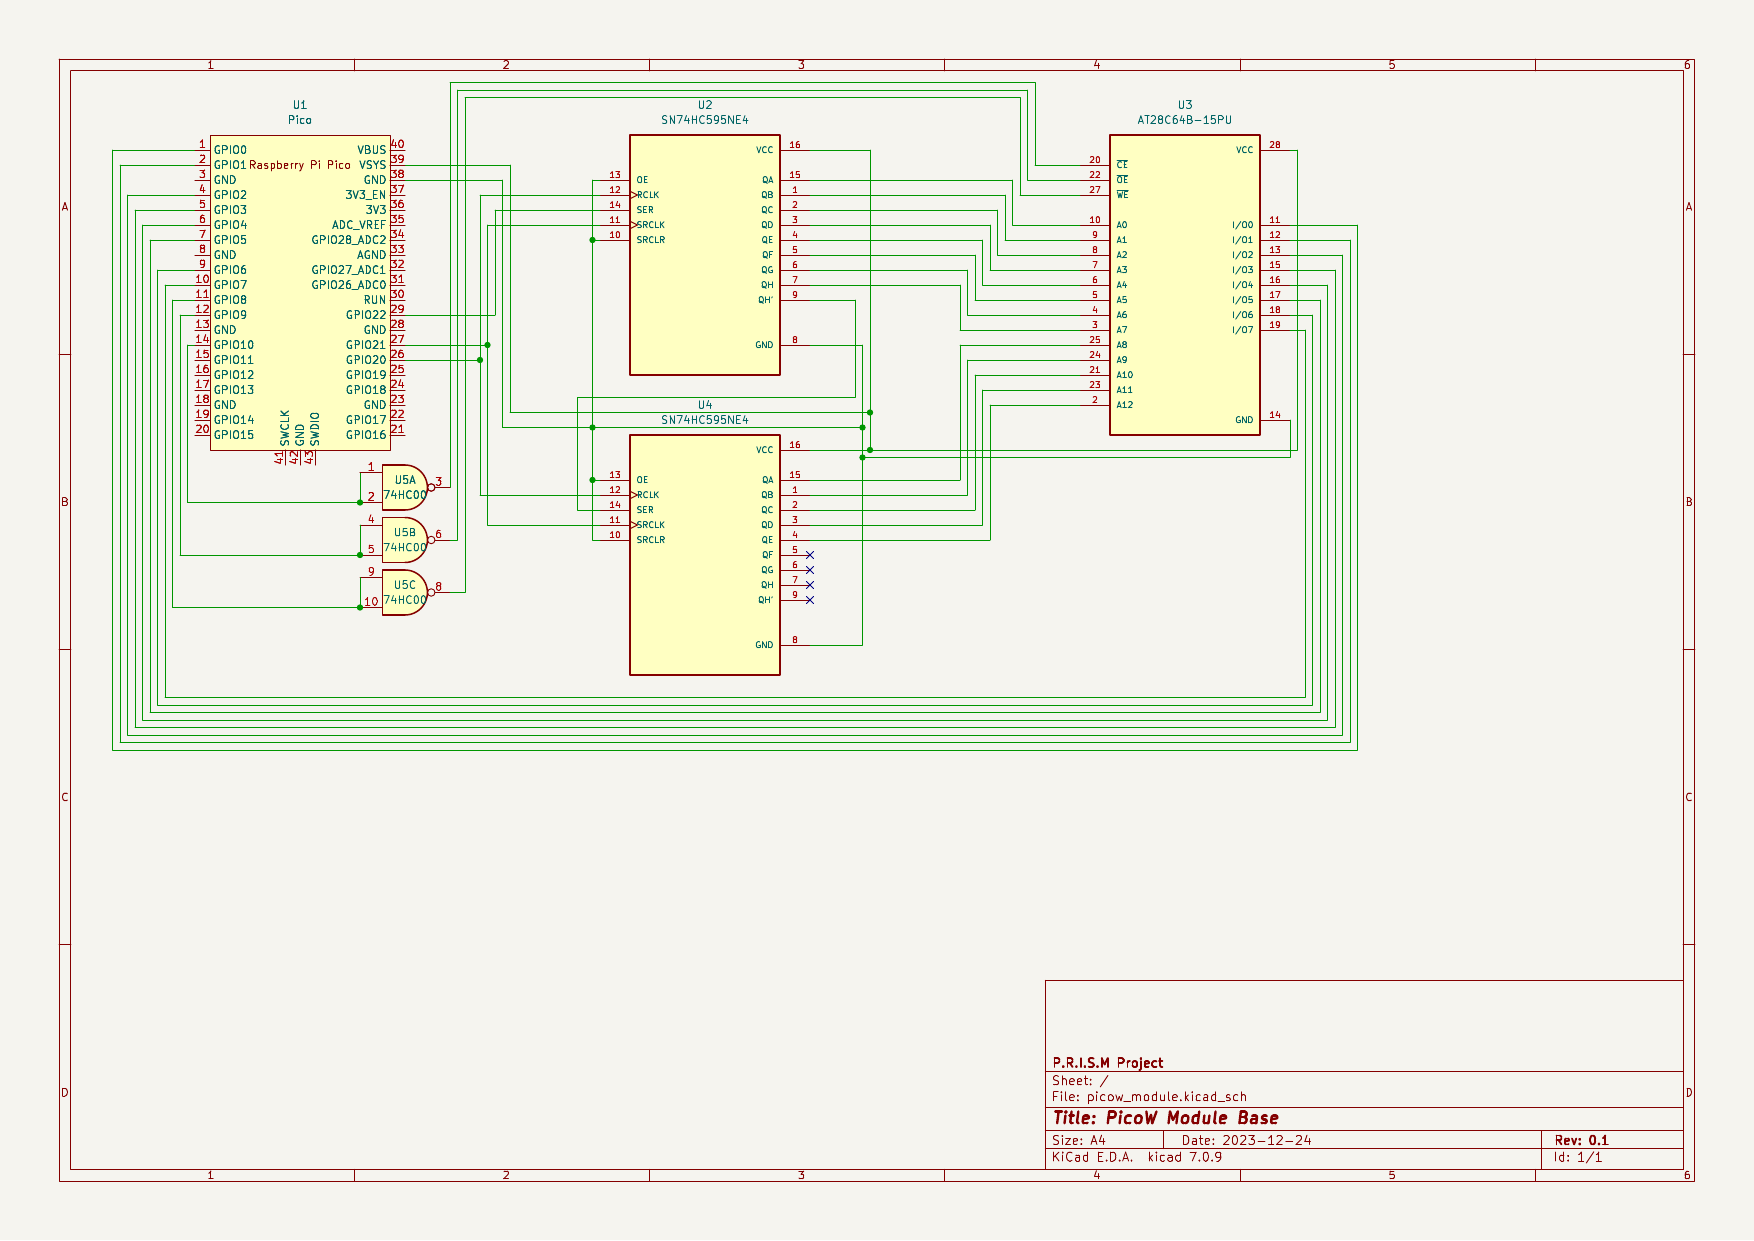 1 2 3 4 5 6
A
B
C
D
A
B
C
D
1 2 3 4 5 6
U1
Pico
Raspberry Pi Pico
1 GPIO0
2 GPIO1
3 GND
4 GPIO2
5 GPIO3
6 GPIO4
7 GPIO5
8 GND
9 GPIO6
10 GPIO7
11 GPIO8
12 GPIO9
13 GND
14 GPIO10
15 GPIO11
16 GPIO12
17 GPIO13
18 GND
19 GPIO14
20 GPIO15
VBUS 40
VSYS 39
GND 38
3V3_EN 37
3V3 36
ADC_VREF 35
GPIO28_ADC2 34
AGND 33
GPIO27_ADC1 32
GPIO26_ADC0 31
RUN 30
GPIO22 29
GND 28
GPIO21 27
GPIO20 26
GPIO19 25
GPIO18 24
GND 23
GPIO17 22
GPIO16 21
SWCLK 41
GND 42
SWDIO 43
U2
SN74HC595NE4
13 OE
12 RCLK
14 SER
11 SRCLK
10 SRCLR
VCC 16
QA 15
QB 1
QC 2
QD 3
QE 4
QF 5
QG 6
QH 7
QH' 9
GND 8
U3
AT28C64B-15PU
20 CE
22 OE
27 WE
10 A0
9 A1
8 A2
7 A3
6 A4
5 A5
4 A6
3 A7
25 A8
24 A9
21 A10
23 A11
2 A12
VCC 28
I/O0 11
I/O1 12
I/O2 13
I/O3 15
I/O4 16
I/O5 17
I/O6 18
I/O7 19
GND 14
U4
SN74HC595NE4
13 OE
12 RCLK
14 SER
11 SRCLK
10 SRCLR
VCC 16
QA 15
QB 1
QC 2
QD 3
QE 4
QF 5
QG 6
QH 7
QH' 9
GND 8
1
2
U5A
74HC00
3
4
5
U5B
74HC00
6
9
10
U5C
74HC00
8
P.R.I.S.M Project
Sheet: /
File: picow_module.kicad_sch
Title: PicoW Module Base
Size: A4 Date: 2023-12-24 Rev: 0.1
KiCad E.D.A. kicad 7.0.9 Id: 1/1